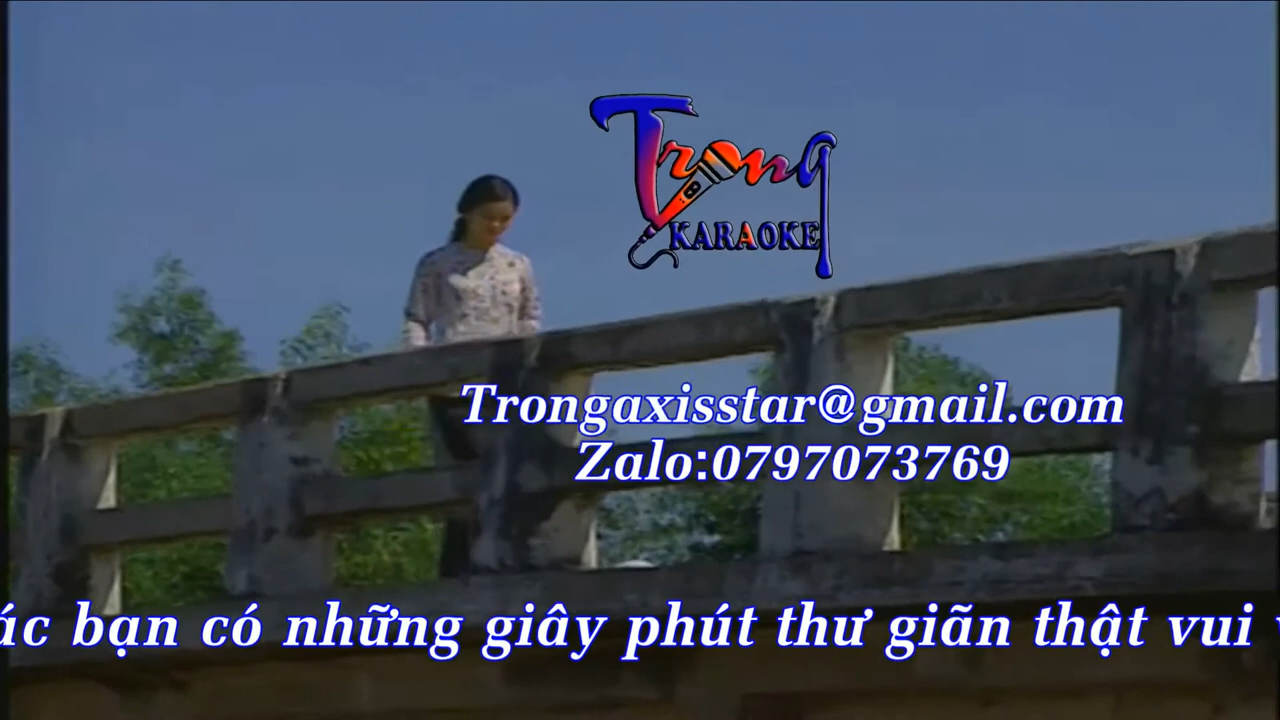 Trong
KARAOKE
Trongaxisstar@gmail.com
Zalo:0797073769
ác bạn có những giây phút thư giãn thật vui